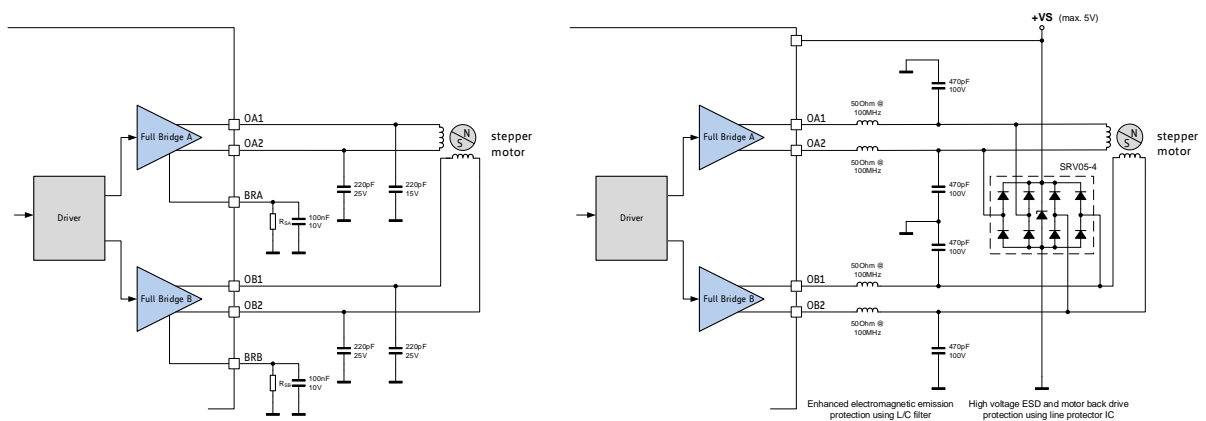 Driver
Full Bridge A
Full Bridge B
OA1
OA2
BRA
RSA
100nF
10V
220pF
25V
220pF
15V
N
S
stepper
motor
OB1
OB2
BRB
RSB
100nF
10V
220pF
25V
220pF
25V
+VS (max. 5V)
Driver
Full Bridge A
Full Bridge B
OA1
OA2
50Ohm @
100MHz
50Ohm @
100MHz
470pF
100V
470pF
100V
470pF
100V
N
S
stepper
motor
SRV05-4
OB1
OB2
50Ohm @
100MHz
50Ohm @
100MHz
470pF
100V
Enhanced electromagnetic emission
protection using L/C filter
High voltage ESD and motor back drive
protection using line protector IC